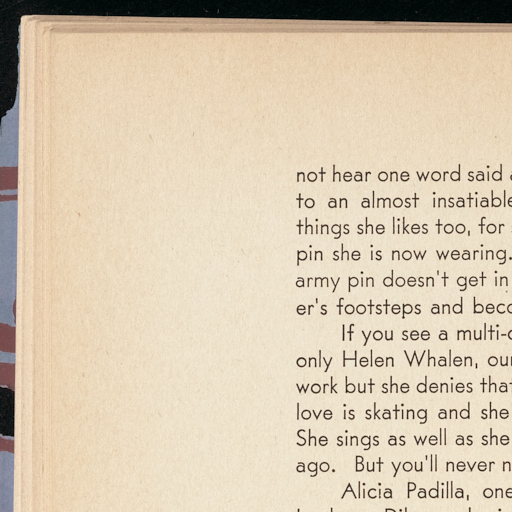 not hear one word said
to an almost insatiable
things she likes too, for
pin she is now wearing.
army pin doesn't get in
er's footsteps and beco
If you see a multi-
only Helen Whalen, our
work but she denies that
love is skating and she
She sings as well as she
ago. But you'll never n
Alicia Padilla, one